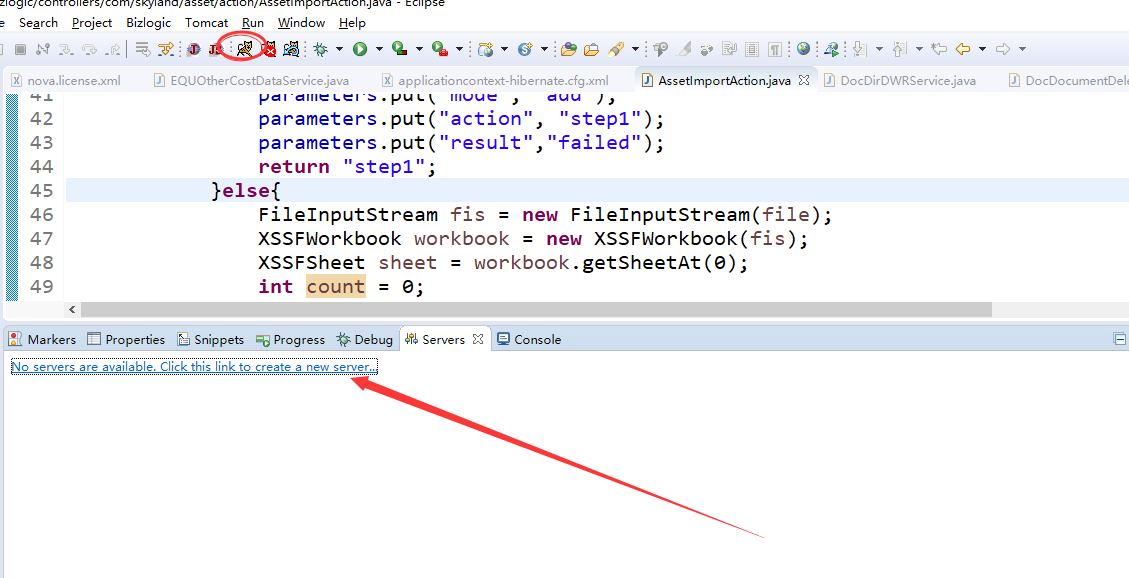 zlogic/controllers/com/skyland/asset/action/AssetImportAction.java - Eclipse
e Search Project Bizlogic Tomcat Run Window Help
nova.license.xml EQUOtherCostDataService.java applicationcontext-hibernate.cfg.xml AssetImportAction.java DocDirDWRService.java DocDocumentDele
41 parameters.put("mode", "add");
42 parameters.put("action", "step1");
43 parameters.put("result","failed");
44 return "step1";
45 }else{
46 FileInputStream fis = new FileInputStream(file);
47 XSSFWorkbook workbook = new XSSFWorkbook(fis);
48 XSSFSheet sheet = workbook.getSheetAt(0);
49 int count = 0;
Markers Properties Snippets Progress Debug Servers Console
No servers are available. Click this link to create a new server...